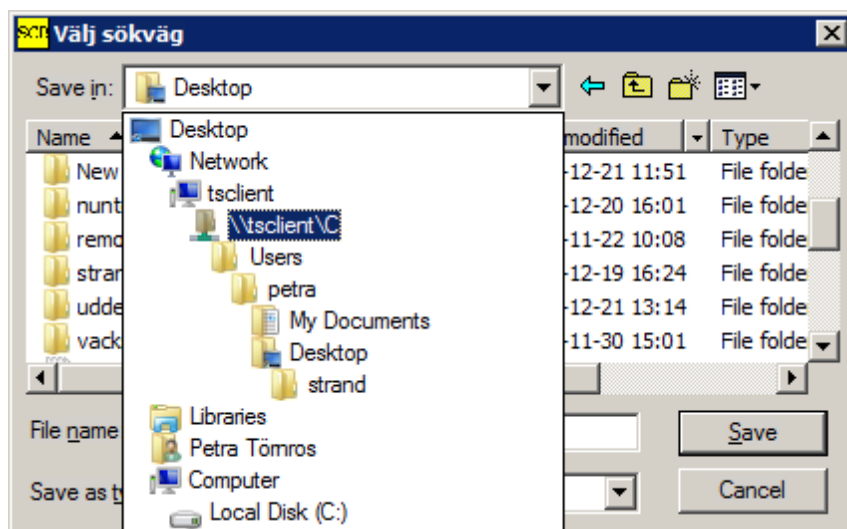 SCB Välj sökväg
Save in: Desktop
Name modified Type
New -12-21 11:51 File folde
nunt -12-20 16:01 File folde
remo -11-22 10:08 File folde
stran -12-19 16:24 File folde
udde -12-21 13:14 File folde
vack -11-30 15:01 File folde
Desktop
Network
tsclient
\\tsclient\C
Users
petra
My Documents
Desktop
strand
Libraries
Petra Törnros
Computer
Local Disk (C:)
File name
Save as ty
Save
Cancel